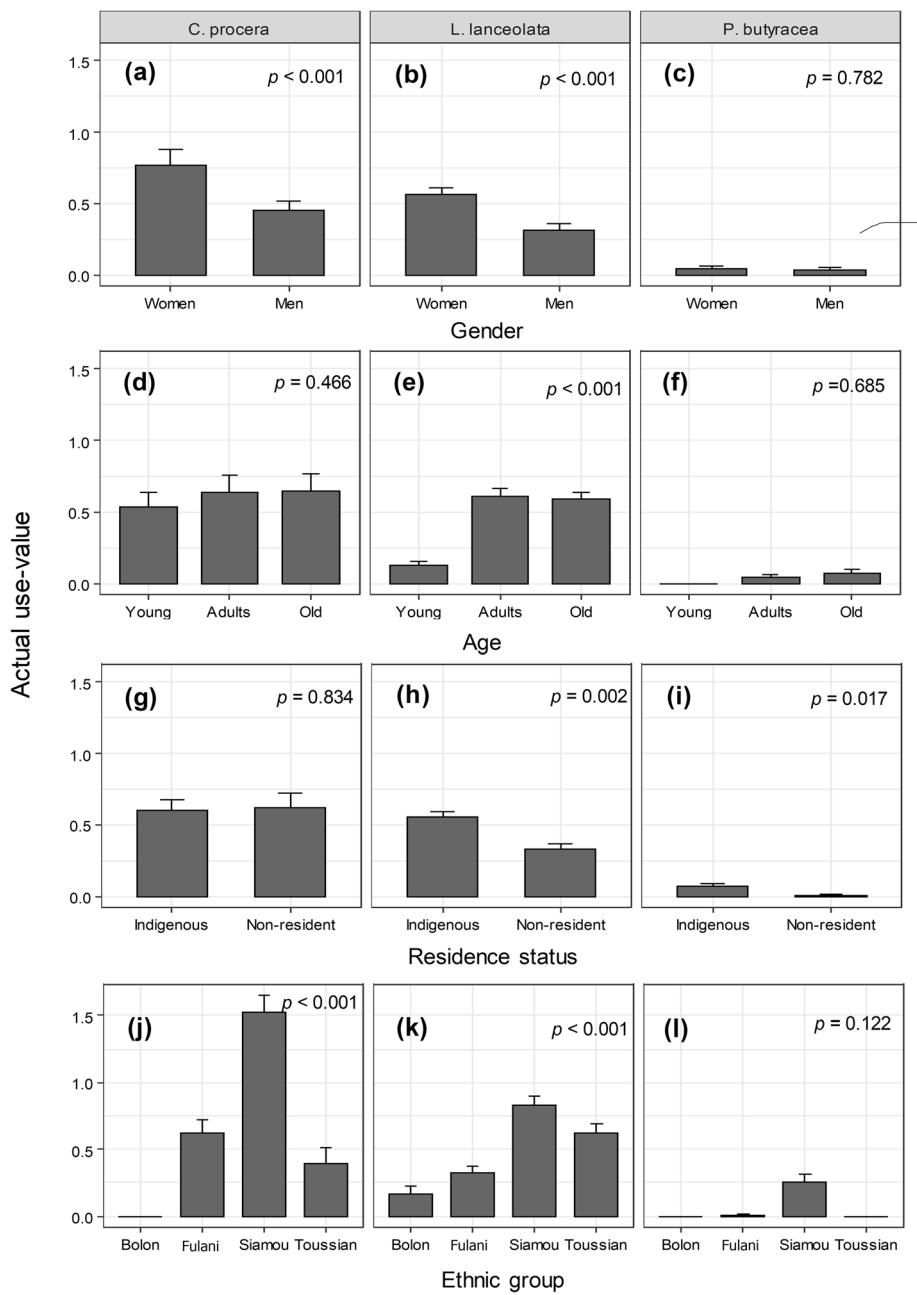 C. procera L. lanceolata P. butyracea
1.5 (a) p < 0.001 (b) p < 0.001 (c) p = 0.782
1.0
0.5
0.0
Women Men Women Men Women Men
Gender
1.5 (d) p = 0.466 (e) p < 0.001 (f) p =0.685
1.0
0.5
0.0
Young Adults Old Young Adults Old Young Adults Old
Age
Actual use-value
1.5 (g) p = 0.834 (h) p = 0.002 (i) p = 0.017
1.0
0.5
0.0
Indigenous Non-resident Indigenous Non-resident Indigenous Non-resident
Residence status
1.5 (j) p < 0.001 (k) p < 0.001 (l) p = 0.122
1.0
0.5
0.0
Bolon Fulani Siamou Toussian Bolon Fulani Siamou Toussian Bolon Fulani Siamou Toussian
Ethnic group